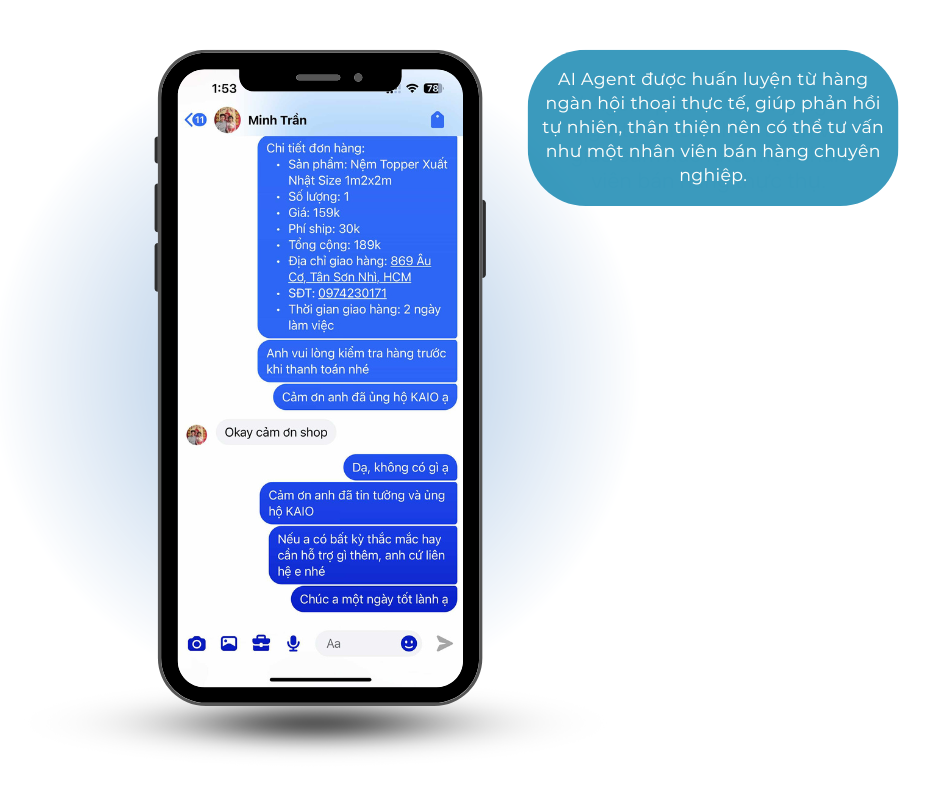 1:53
78
11
Minh Trần
Chi tiết đơn hàng:
• Sản phẩm: Nệm Topper Xuất
Nhật Size 1m2x2m
• Số lượng: 1
• Giá: 159k
• Phí ship: 30k
• Tổng cộng: 189k
• Địa chỉ giao hàng: 869 Âu
Cơ, Tân Sơn Nhì, HCM
• SĐT: 0974230171
• Thời gian giao hàng: 2 ngày
làm việc
Anh vui lòng kiểm tra hàng trước
khi thanh toán nhé
Cảm ơn anh đã ủng hộ KAIO ạ
Okay cảm ơn shop
Dạ, không có gì ạ
Cảm ơn anh đã tin tưởng và ủng
hộ KAIO
Nếu a có bất kỳ thắc mắc hay
cần hỗ trợ gì thêm, anh cứ liên
hệ e nhé
Chúc a một ngày tốt lành ạ
Aa
AI Agent được huấn luyện từ hàng
ngàn hội thoại thực tế, giúp phản hồi
tự nhiên, thân thiện nên có thể tư vấn
như một nhân viên bán hàng chuyên
nghiệp.